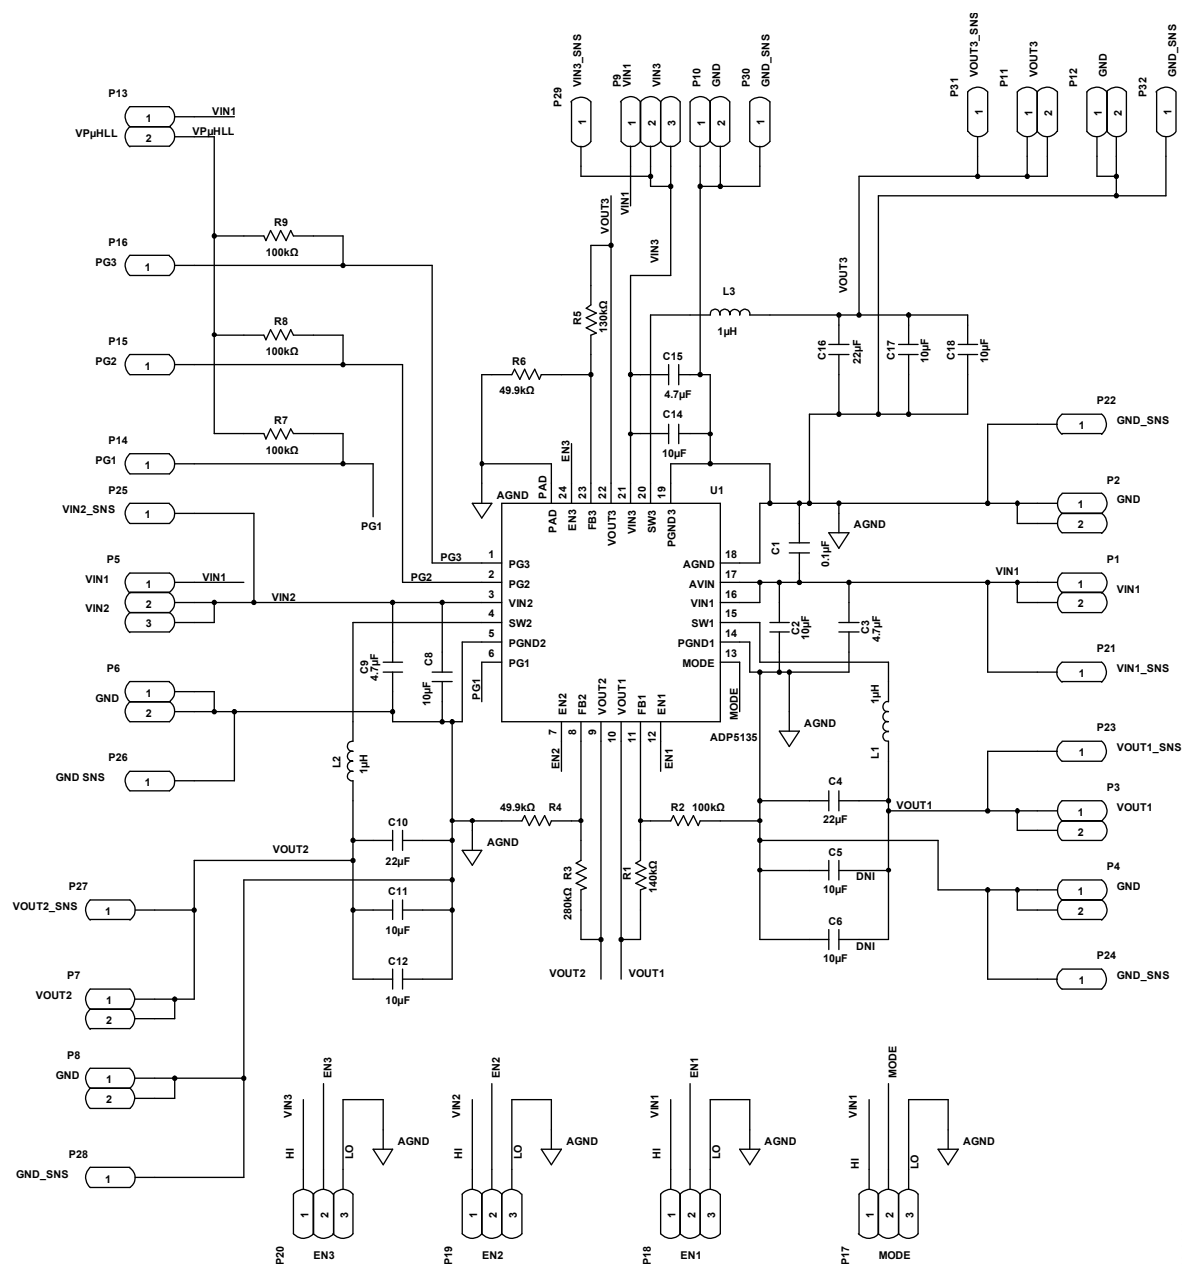 P29
VIN3_SNS
1
P9
VIN1
VIN3
1
2
3
P10
GND
1
2
P30
GND_SNS
1
P31
VOUT3_SNS
1
P11
VOUT3
1
2
P12
GND
1
2
P32
GND_SNS
1
P13
1
VIN1
VPµHLL
2
VPµHLL
VIN1
VOUT3
VIN3
VOUT3
P16
PG3
1
R9
100kΩ
P15
PG2
1
R8
100kΩ
P14
PG1
1
R7
100kΩ
PG1
R5
130kΩ
R6
49.9kΩ
L3
1µH
C15
4.7µF
C14
10µF
C16
22µF
C17
10µF
C18
10µF
P25
VIN2_SNS
1
P5
VIN1
1
VIN1
VIN2
2
3
VIN2
P6
GND
1
2
P26
GND SNS
1
AGND
EN3
PAD
24
23
22
21
20
19
PAD
EN3
FB3
VOUT3
VIN3
SW3
PGND3
U1
PG3
1
PG3
PG2
2
PG2
3
VIN2
4
SW2
5
PGND2
6
PG1
PG1
AGND
18
AVIN
17
VIN1
16
SW1
15
PGND1
14
MODE
13
MODE
EN2
FB2
VOUT2
VOUT1
FB1
EN1
7
8
9
10
11
12
EN2
EN1
ADP5135
C1
0.1µF
AGND
C2
10µF
C3
4.7µF
AGND
P22
GND_SNS
1
P2
GND
1
2
P1
VIN1
1
VIN1
2
P21
VIN1_SNS
1
P23
VOUT1_SNS
1
P3
VOUT1
1
2
P4
GND
1
2
P24
GND_SNS
1
C9
4.7µF
C8
10µF
L2
1µH
L1
1µH
VOUT2
C10
22µF
C11
10µF
C12
10µF
AGND
49.9kΩ
R4
R3
280kΩ
R2
100kΩ
R1
140kΩ
VOUT2
VOUT1
C4
22µF
VOUT1
C5
10µF
DNI
C6
10µF
DNI
P27
VOUT2_SNS
1
P7
VOUT2
1
2
P8
GND
1
2
P28
GND_SNS
1
VIN3
EN3
HI
LO
AGND
1
2
3
P20
EN3
VIN2
EN2
HI
LO
AGND
1
2
3
P19
EN2
VIN1
EN1
HI
LO
AGND
1
2
3
P18
EN1
VIN1
MODE
HI
LO
AGND
1
2
3
P17
MODE